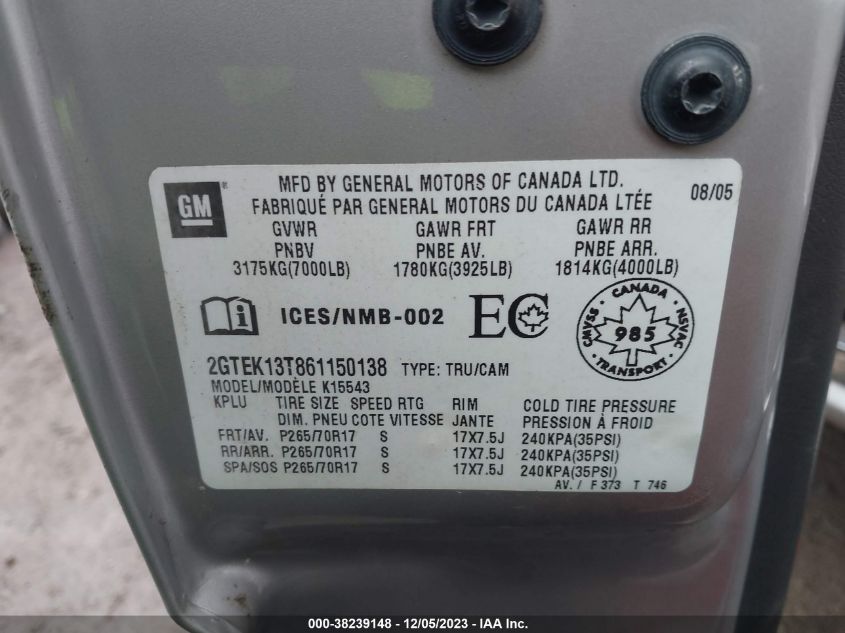 GM
MFD BY GENERAL MOTORS OF CANADA LTD. 08/05
FABRIQUÉ PAR GENERAL MOTORS DU CANADA LTÉE
GVWR GAWR FRT GAWR RR
PNBV PNBE AV. PNBE ARR.
3175KG(7000LB) 1780KG(3925LB) 1814KG(4000LB)
i ICES/NMB-002 EC
CANADA
CMVSS 985 NSVAC
TRANSPORT
2GTEK13T861150138 TYPE: TRU/CAM
MODEL/MODÈLE K15543
KPLU TIRE SIZE SPEED RTG RIM COLD TIRE PRESSURE
DIM. PNEU COTE VITESSE JANTE PRESSION À FROID
FRT/AV. P265/70R17 S 17X7.5J 240KPA(35PSI)
RR/ARR. P265/70R17 S 17X7.5J 240KPA(35PSI)
SPA/SOS P265/70R17 S 17X7.5J 240KPA(35PSI)
AV. / F 373 T 746
000-38239148 - 12/05/2023 - IAA Inc.